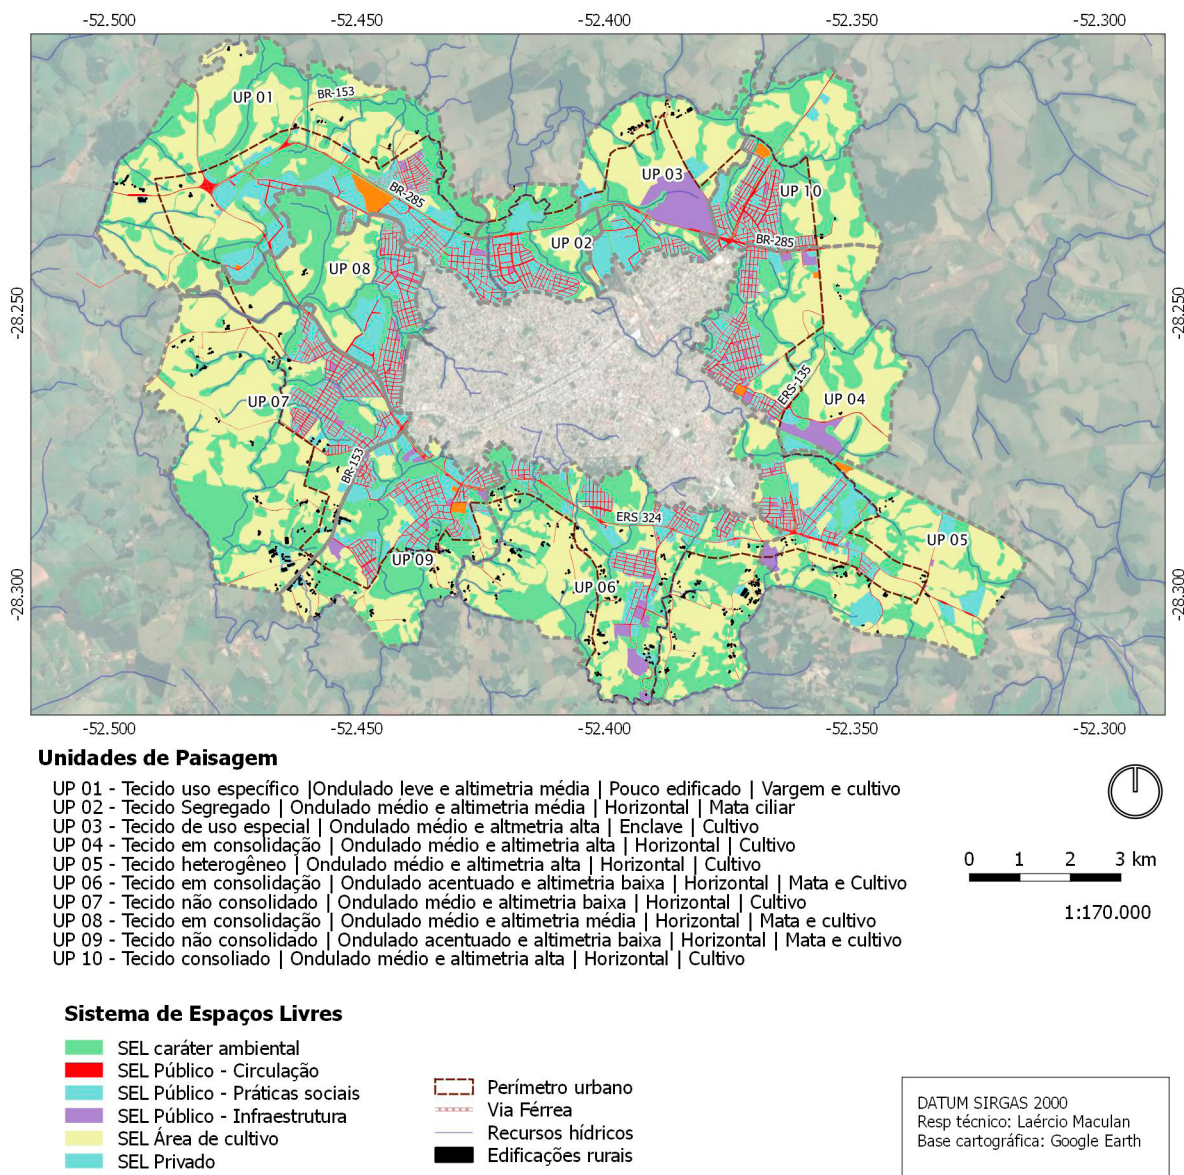 -52.500 -52.450 -52.400 -52.350 -52.300
UP 01
BR-153
UP 03
UP 10
BR-285
BR-285
UP 02
UP 08
-28.250
-28.250
ERS-135
UP 07
UP 04
BR-153
ERS 324
UP 05
UP 09
UP 06
-28.300
-28.300
-52.500 -52.450 -52.400 -52.350 -52.300
Unidades de Paisagem
UP 01 - Tecido uso específico |Ondulado leve e altimetria média | Pouco edificado | Vargem e cultivo
UP 02 - Tecido Segregado | Ondulado médio e altimetria média | Horizontal | Mata ciliar
UP 03 - Tecido de uso especial | Ondulado médio e altmetria alta | Enclave | Cultivo
UP 04 - Tecido em consolidação | Ondulado médio e altimetria alta | Horizontal | Cultivo
UP 05 - Tecido heterogêneo | Ondulado médio e altimetria alta | Horizontal | Cultivo
UP 06 - Tecido em consolidação | Ondulado acentuado e altimetria baixa | Horizontal | Mata e Cultivo
UP 07 - Tecido não consolidado | Ondulado médio e altimetria baixa | Horizontal | Cultivo
UP 08 - Tecido em consolidação | Ondulado médio e altimetria média | Horizontal | Mata e cultivo
UP 09 - Tecido não consolidado | Ondulado acentuado e altimetria baixa | Horizontal | Mata e cultivo
UP 10 - Tecido consoliado | Ondulado médio e altimetria alta | Horizontal | Cultivo
0 1 2 3 km
1:170.000
Sistema de Espaços Livres
SEL caráter ambiental
SEL Público - Circulação
SEL Público - Práticas sociais
SEL Público - Infraestrutura
SEL Área de cultivo
SEL Privado
Perímetro urbano
Via Férrea
Recursos hídricos
Edificações rurais
DATUM SIRGAS 2000
Resp técnico: Laércio Maculan
Base cartográfica: Google Earth